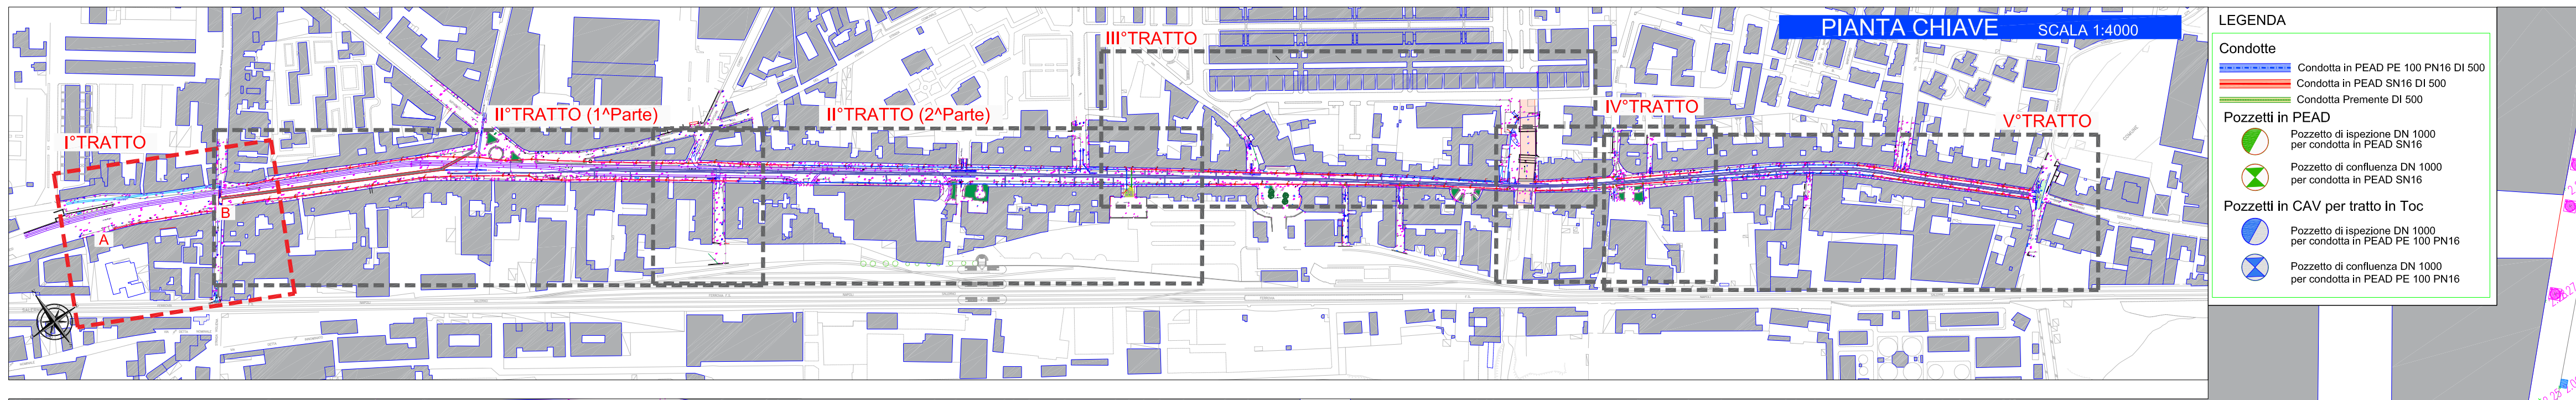 PIANTA CHIAVE SCALA 1:4000
I°TRATTO
II°TRATTO (1^Parte)
II°TRATTO (2^Parte)
III°TRATTO
IV°TRATTO
V°TRATTO
A
B
LEGENDA
Condotte
Condotta in PEAD PE 100 PN16 DI 500
Condotta in PEAD SN16 DI 500
Condotta Premente DI 500
Pozzetti in PEAD
Pozzetto di ispezione DN 1000
per condotta in PEAD SN16
Pozzetto di confluenza DN 1000
per condotta in PEAD SN16
Pozzetti in CAV per tratto in Toc
Pozzetto di ispezione DN 1000
per condotta in PEAD PE 100 PN16
Pozzetto di confluenza DN 1000
per condotta in PEAD PE 100 PN16